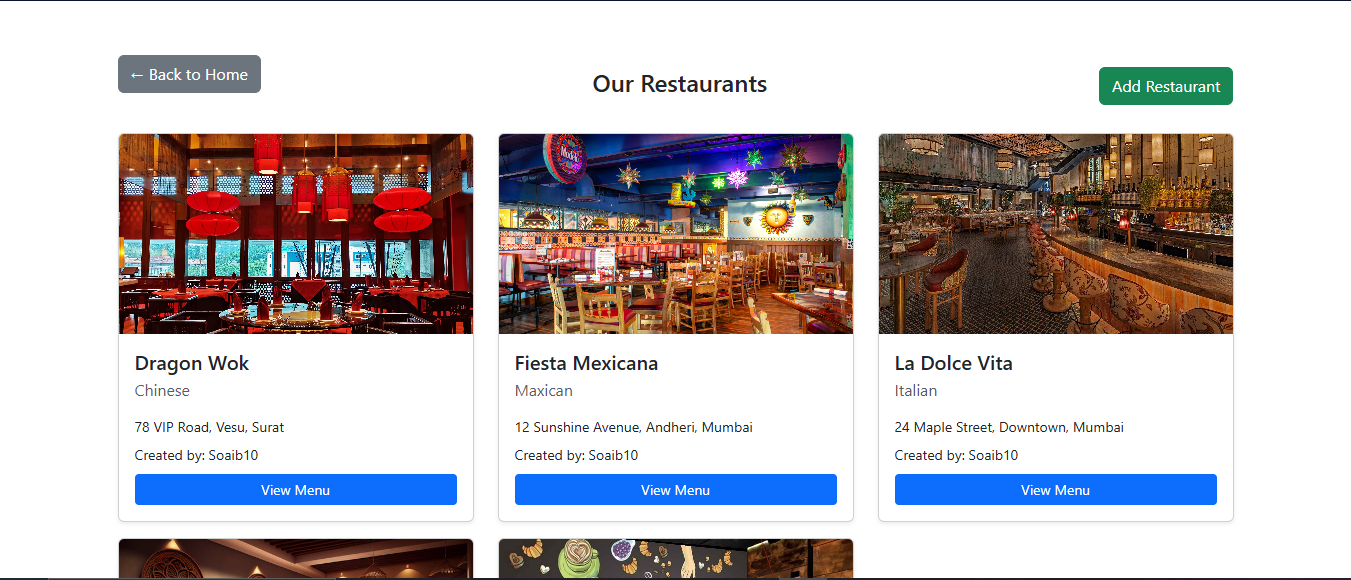 ← Back to Home
Our Restaurants
Add Restaurant
Dragon Wok
Chinese
78 VIP Road, Vesu, Surat
Created by: Soaib10
View Menu
Fiesta Mexicana
Maxican
12 Sunshine Avenue, Andheri, Mumbai
Created by: Soaib10
View Menu
La Dolce Vita
Italian
24 Maple Street, Downtown, Mumbai
Created by: Soaib10
View Menu